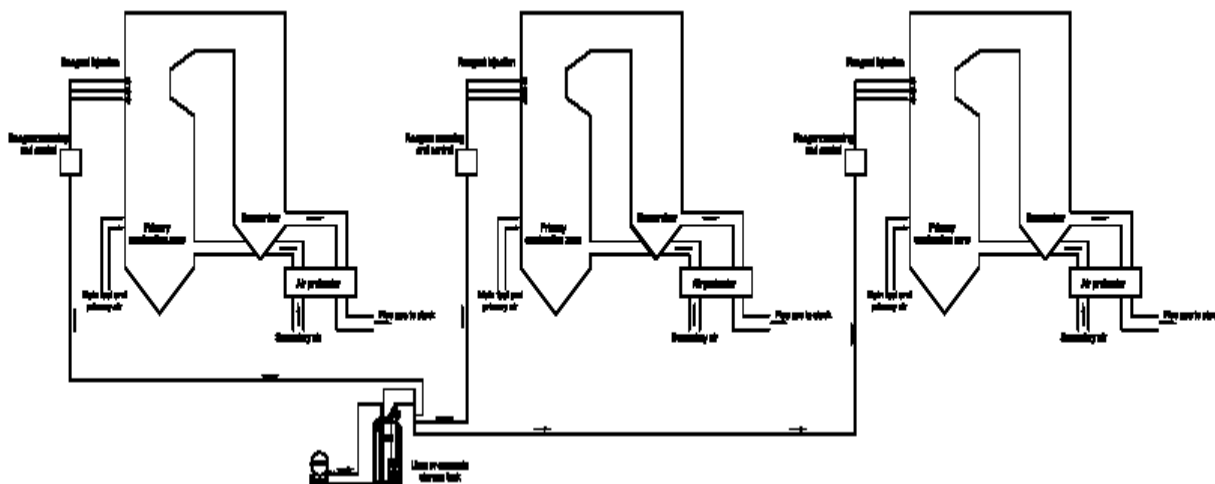 Reagent injection
Reagent injection
Reagent injection
Reagent metering
and control
Reagent metering
and control
Reagent metering
and control
Primary
combustion zone
Primary
combustion zone
Primary
combustion zone
Economizer
Economizer
Economizer
Air preheater
Air preheater
Air preheater
Main fuel and
primary air
Main fuel and
primary air
Main fuel and
primary air
Flue gas to stack
Flue gas to stack
Flue gas to stack
Secondary air
Secondary air
Secondary air
Urea or ammonia
storage tank